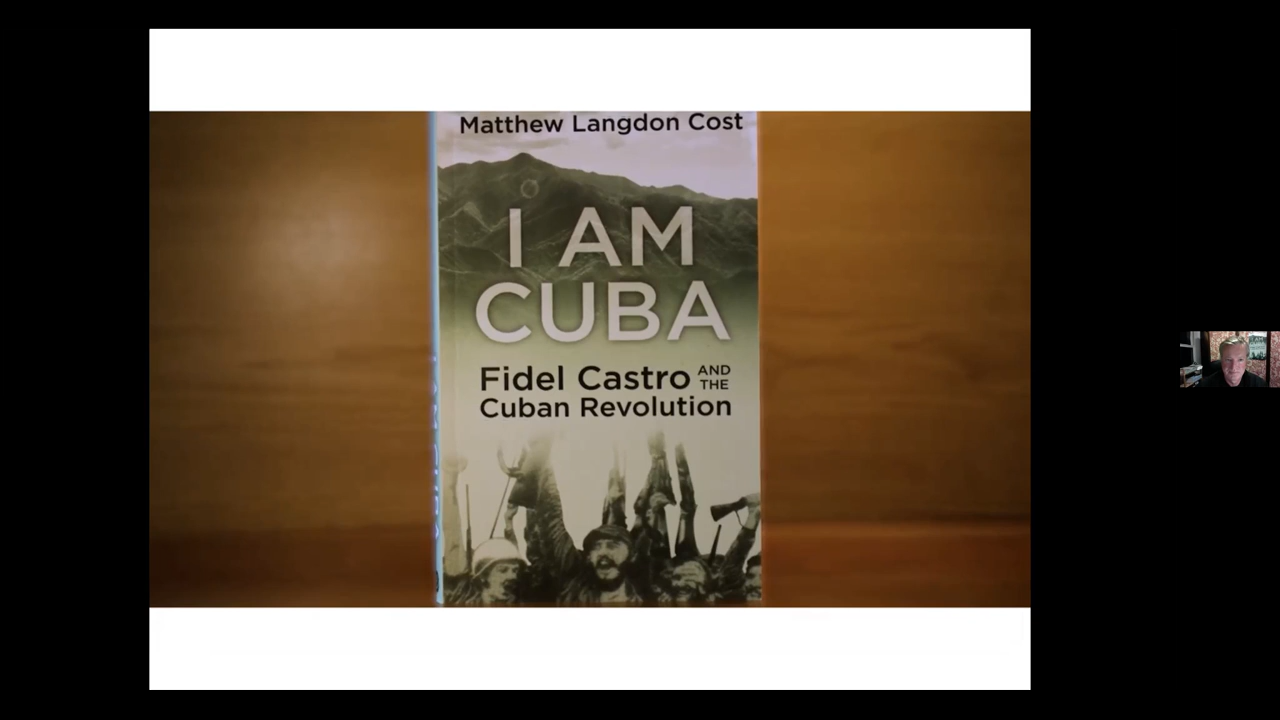 Matthew Langdon Cost
I AM
CUBA
Fidel Castro AND THE
Cuban Revolution